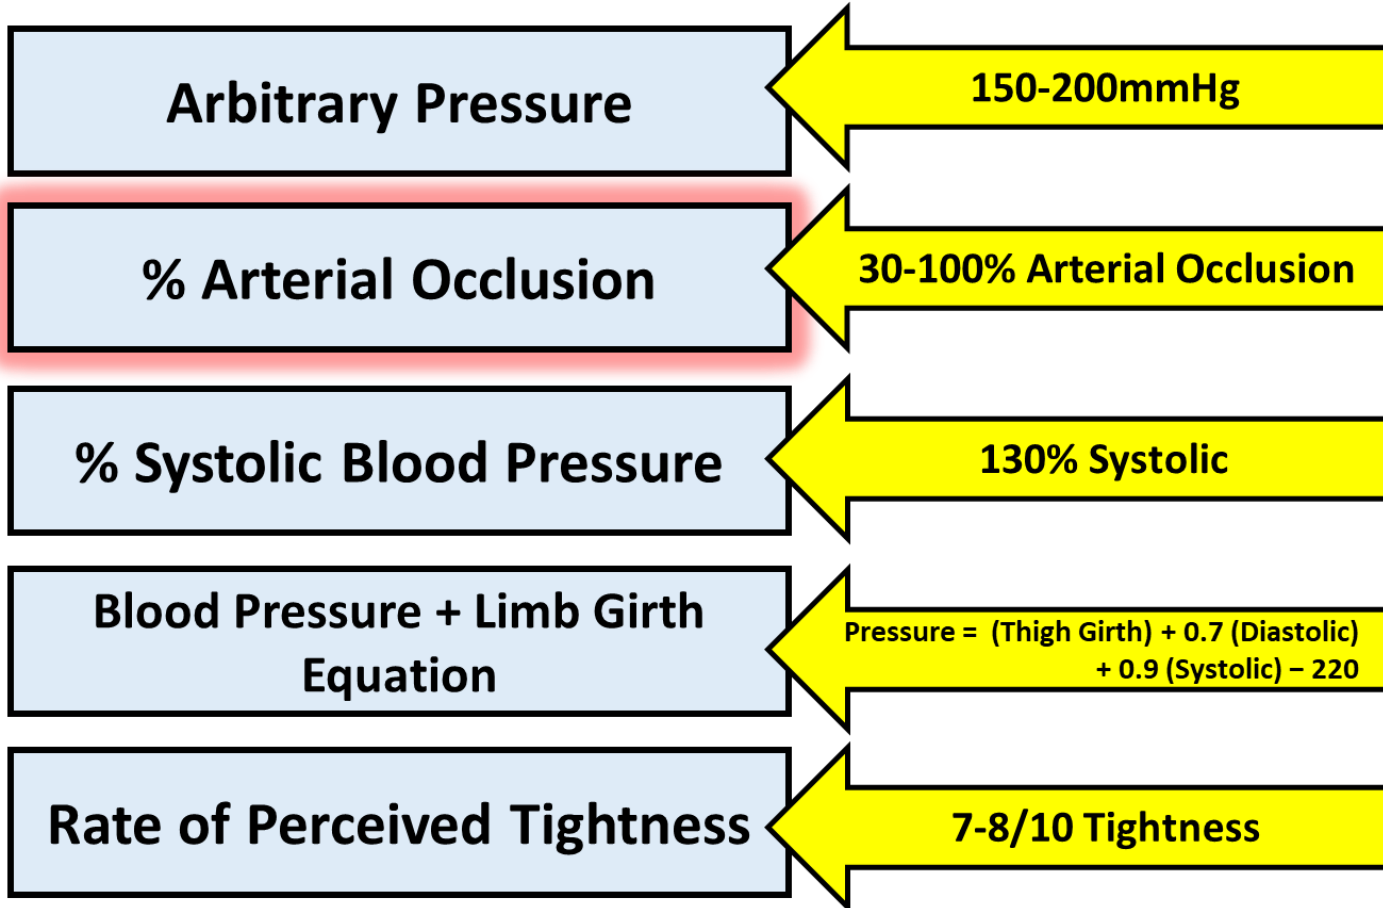 Arbitrary Pressure
150-200mmHg
% Arterial Occlusion
30-100% Arterial Occlusion
% Systolic Blood Pressure
130% Systolic
Blood Pressure + Limb Girth
Equation
Pressure = (Thigh Girth) + 0.7 (Diastolic)
+ 0.9 (Systolic) – 220
Rate of Perceived Tightness
7-8/10 Tightness